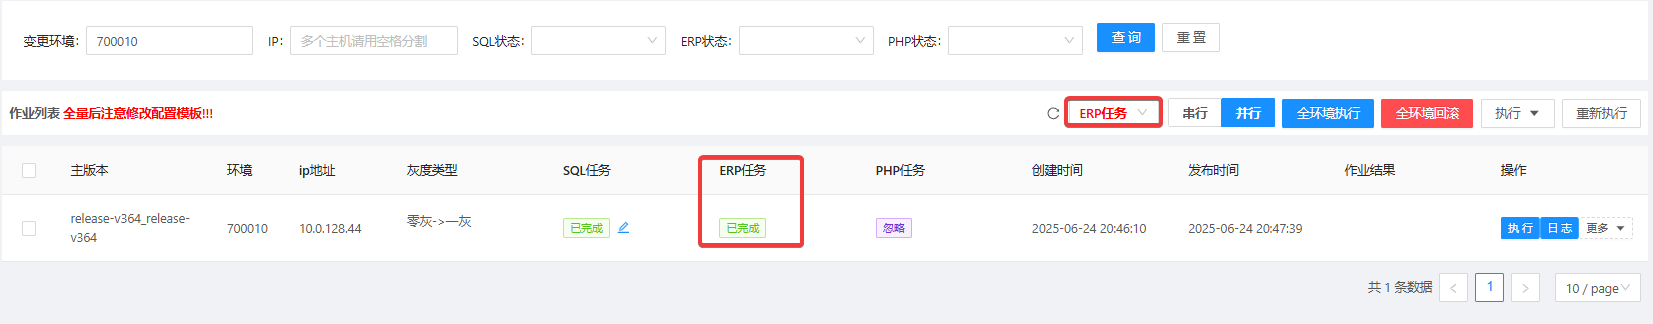 变更环境： 700010 IP： 多个主机请用空格分割 SQL状态： ERP状态： PHP状态： 查 询 重 置
作业列表 全量后注意修改配置模板!!! ERP任务 串行 并行 全环境执行 全环境回滚 执行 重新执行
主版本 环境 ip地址 灰度类型 SQL任务 ERP任务 PHP任务 创建时间 发布时间 作业结果 操作
release-v364_release-
v364 700010 10.0.128.44 零灰->一灰 已完成 已完成 忽略 2025-06-24 20:46:10 2025-06-24 20:47:39 执 行 日 志 更多
共 1 条数据 < 1 > 10 / page